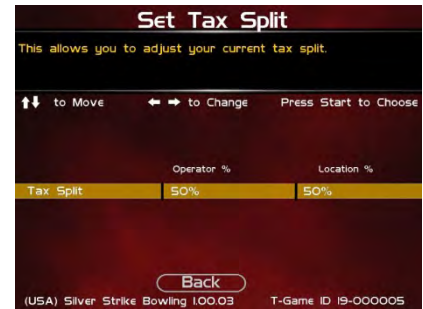 Set Tax Split
This allows you to adjust your current tax split.
to Move to Change Press Start to Choose
Operator % Location %
Tax Split 50% 50%
Back
(USA) Silver Strike Bowling 1.00.03 T-Game ID 19-000005